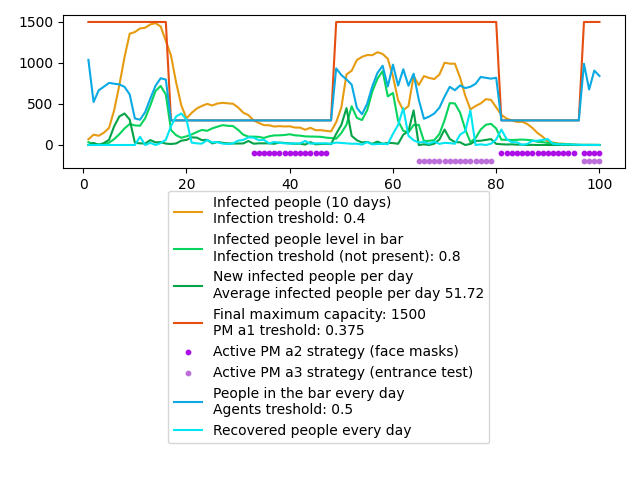 1500
1000
500
0
0 20 40 60 80 100
Infected people (10 days)
Infection treshold: 0.4
Infected people level in bar
Infection treshold (not present): 0.8
New infected people per day
Average infected people per day 51.72
Final maximum capacity: 1500
PM a1 treshold: 0.375
Active PM a2 strategy (face masks)
Active PM a3 strategy (entrance test)
People in the bar every day
Agents treshold: 0.5
Recovered people every day